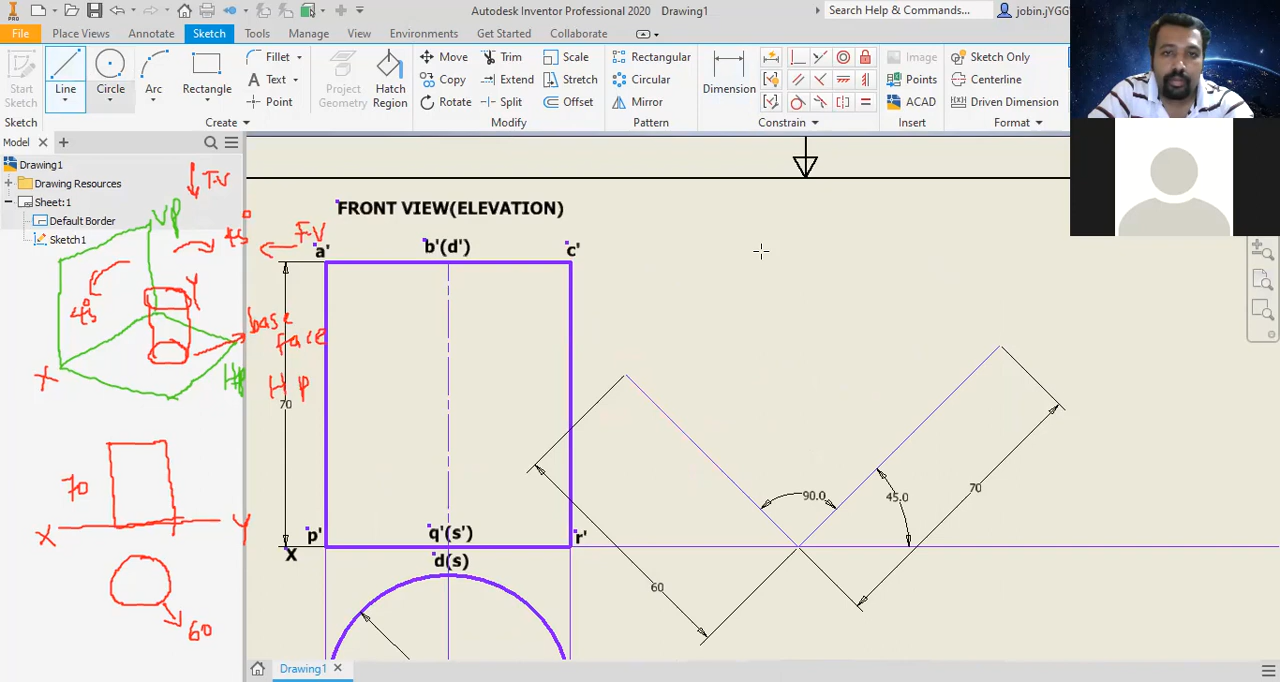 Autodesk Inventor Professional 2020 Drawing1
Search Help & Commands...
jobin.jYGG
PRO
File Place Views Annotate Sketch Tools Manage View Environments Get Started Collaborate
Start Sketch
Line
Circle
Arc
Rectangle
Fillet
Text
Point
Project Geometry
Hatch Region
Move Trim Scale
Copy Extend Stretch
Rotate Split Offset
Rectangular
Circular
Mirror
Dimension
Image
Points
ACAD
Sketch Only
Centerline
Driven Dimension
Sketch Create Modify Pattern Constrain Insert Format
Model
Drawing1
Drawing Resources
Sheet:1
Default Border
Sketch1
T.V
VP
45°
F.V
45°
Y
base face
X
HP
HP
70
X Y
60
FRONT VIEW(ELEVATION)
a' b'(d') c'
70
90.0
45.0
70
p' q'(s') r'
X
d(s)
60
Drawing1